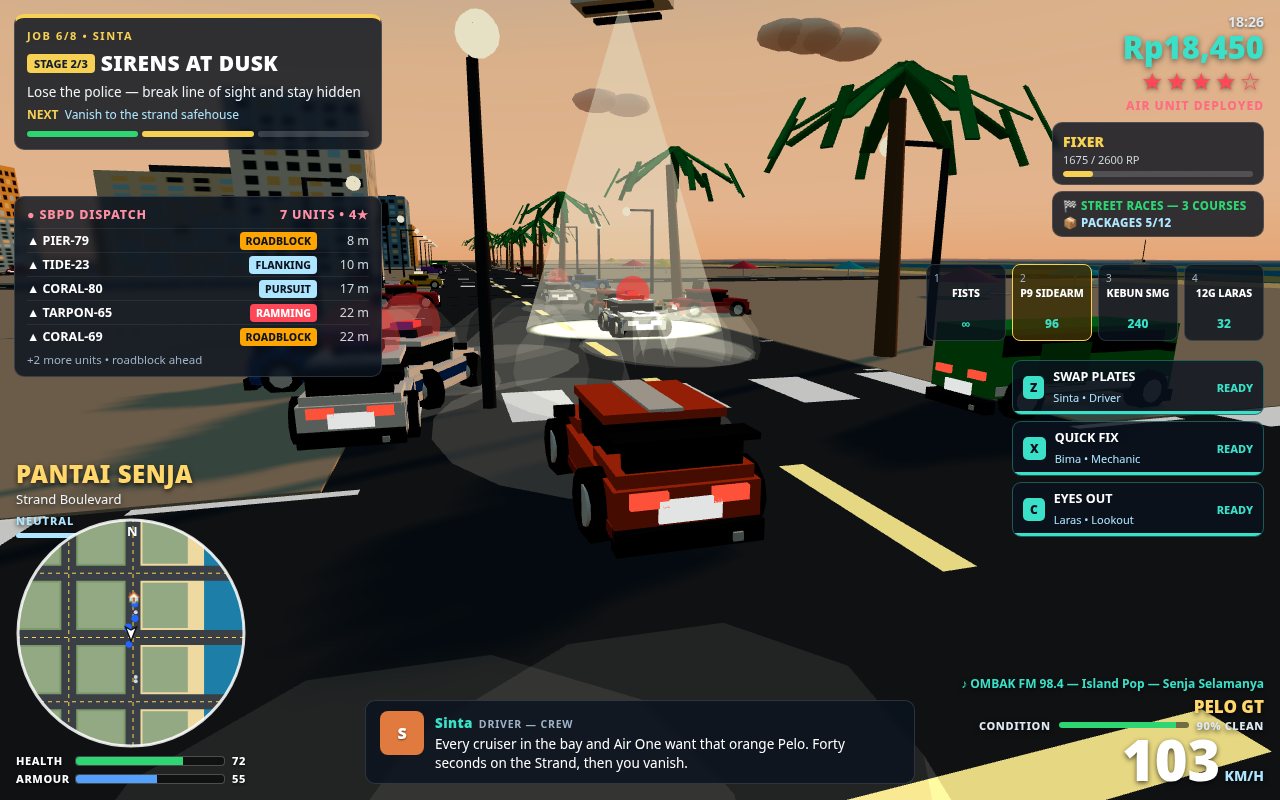 JOB 6/8 • SINTA
STAGE 2/3 SIRENS AT DUSK
Lose the police — break line of sight and stay hidden
NEXT Vanish to the strand safehouse
● SBPD DISPATCH 7 UNITS • 4★
▲ PIER-79 ROADBLOCK 8 m
▲ TIDE-23 FLANKING 10 m
▲ CORAL-80 PURSUIT 17 m
▲ TARPON-65 RAMMING 22 m
▲ CORAL-69 ROADBLOCK 22 m
+2 more units • roadblock ahead
18:26
Rp18,450
★★★★☆
AIR UNIT DEPLOYED
FIXER
1675 / 2600 RP
🏁 STREET RACES — 3 COURSES
📦 PACKAGES 5/12
1 FISTS ∞
2 P9 SIDEARM 96
3 KEBUN SMG 240
4 12G LARAS 32
Z SWAP PLATES READY
Sinta • Driver
X QUICK FIX READY
Bima • Mechanic
C EYES OUT READY
Laras • Lookout
PANTAI SENJA
Strand Boulevard
NEUTRAL
N
HEALTH 72
ARMOUR 55
S
Sinta DRIVER — CREW
Every cruiser in the bay and Air One want that orange Pelo. Forty
seconds on the Strand, then you vanish.
♪ OMBAK FM 98.4 — Island Pop — Senja Selamanya
PELO GT
CONDITION 90% CLEAN
103 KM/H